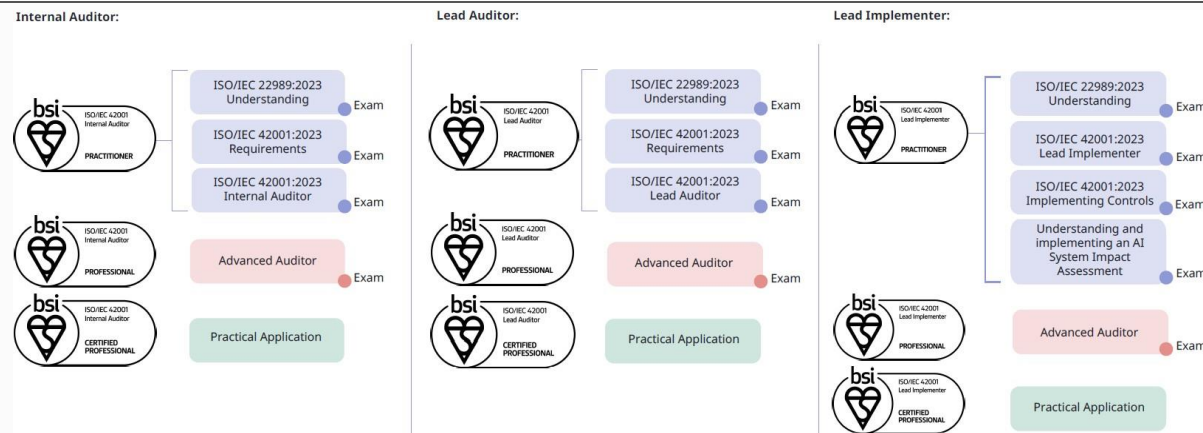 Internal Auditor:
bsi
ISO/IEC 42001
Internal Auditor
PRACTITIONER
ISO/IEC 22989:2023
Understanding
Exam
ISO/IEC 42001:2023
Requirements
Exam
ISO/IEC 42001:2023
Internal Auditor
Exam
bsi
ISO/IEC 42001
Internal Auditor
PROFESSIONAL
Advanced Auditor
Exam
bsi
ISO/IEC 42001
Internal Auditor
CERTIFIED
PROFESSIONAL
Practical Application
Lead Auditor:
bsi
ISO/IEC 42001
Lead Auditor
PRACTITIONER
ISO/IEC 22989:2023
Understanding
Exam
ISO/IEC 42001:2023
Requirements
Exam
ISO/IEC 42001:2023
Lead Auditor
Exam
bsi
ISO/IEC 42001
Lead Auditor
PROFESSIONAL
Advanced Auditor
Exam
bsi
ISO/IEC 42001
Lead Auditor
CERTIFIED
PROFESSIONAL
Practical Application
Lead Implementer:
bsi
ISO/IEC 42001
Lead Implementer
PRACTITIONER
ISO/IEC 22989:2023
Understanding
Exam
ISO/IEC 42001:2023
Lead Implementer
Exam
ISO/IEC 42001:2023
Implementing Controls
Exam
Understanding and
implementing an AI
System Impact
Assessment
Exam
bsi
ISO/IEC 42001
Lead Implementer
PROFESSIONAL
Advanced Auditor
Exam
bsi
ISO/IEC 42001
Lead Implementer
CERTIFIED
PROFESSIONAL
Practical Application